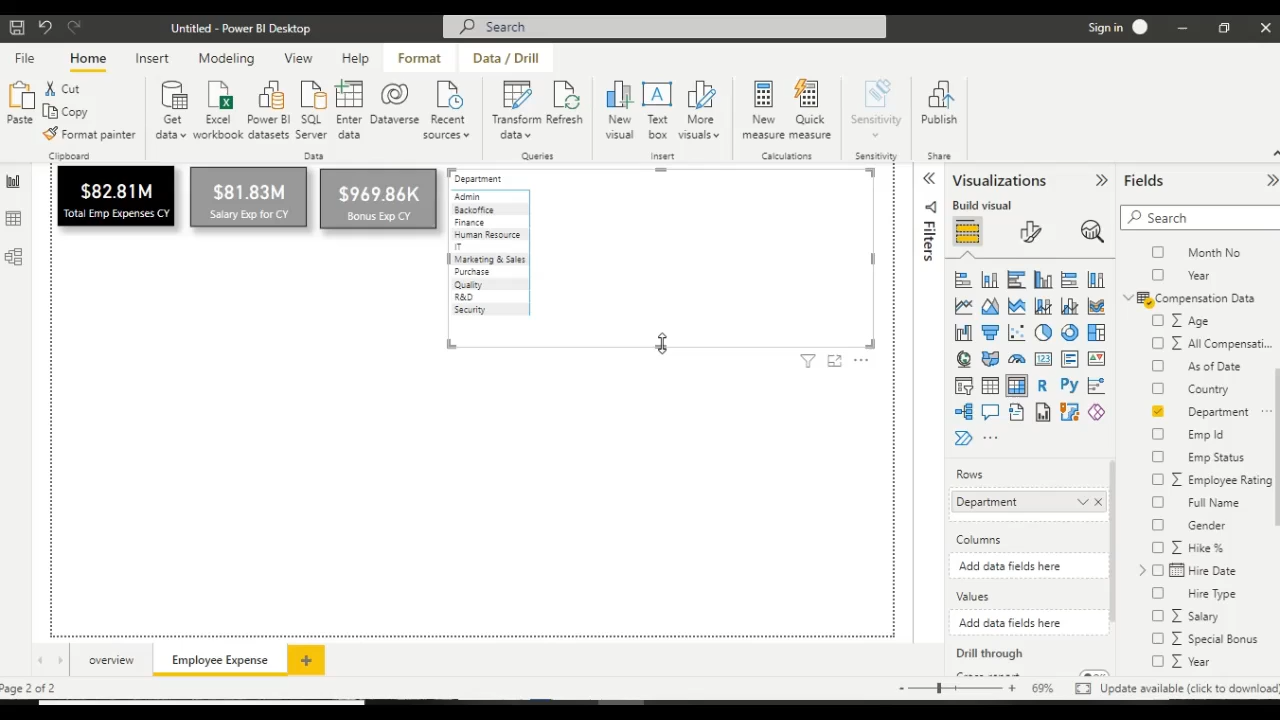 Untitled - Power BI Desktop
Search
Sign in
File
Home
Insert
Modeling
View
Help
Format
Data / Drill
Paste
Cut
Copy
Format painter
Clipboard
Get data
Excel workbook
Power BI datasets
SQL Server
Enter data
Dataverse
Recent sources
Data
Transform data
Refresh
Queries
New visual
Text box
More visuals
Insert
New measure
Quick measure
Calculations
Sensitivity
Sensitivity
Publish
Share
$82.81M
Total Emp Expenses CY
$81.83M
Salary Exp for CY
$969.86K
Bonus Exp CY
Department
Admin
Backoffice
Finance
Human Resource
IT
Marketing & Sales
Purchase
Quality
R&D
Security
Filters
Visualizations
Build visual
123
R
Py
Rows
Department
Columns
Add data fields here
Values
Add data fields here
Drill through
Fields
Search
Month No
Year
Compensation Data
Age
All Compensati...
As of Date
Country
Department
Emp Id
Emp Status
Employee Rating
Full Name
Gender
Hike %
Hire Date
Hire Type
Salary
Special Bonus
Year
overview
Employee Expense
Page 2 of 2
69%
Update available (click to download)